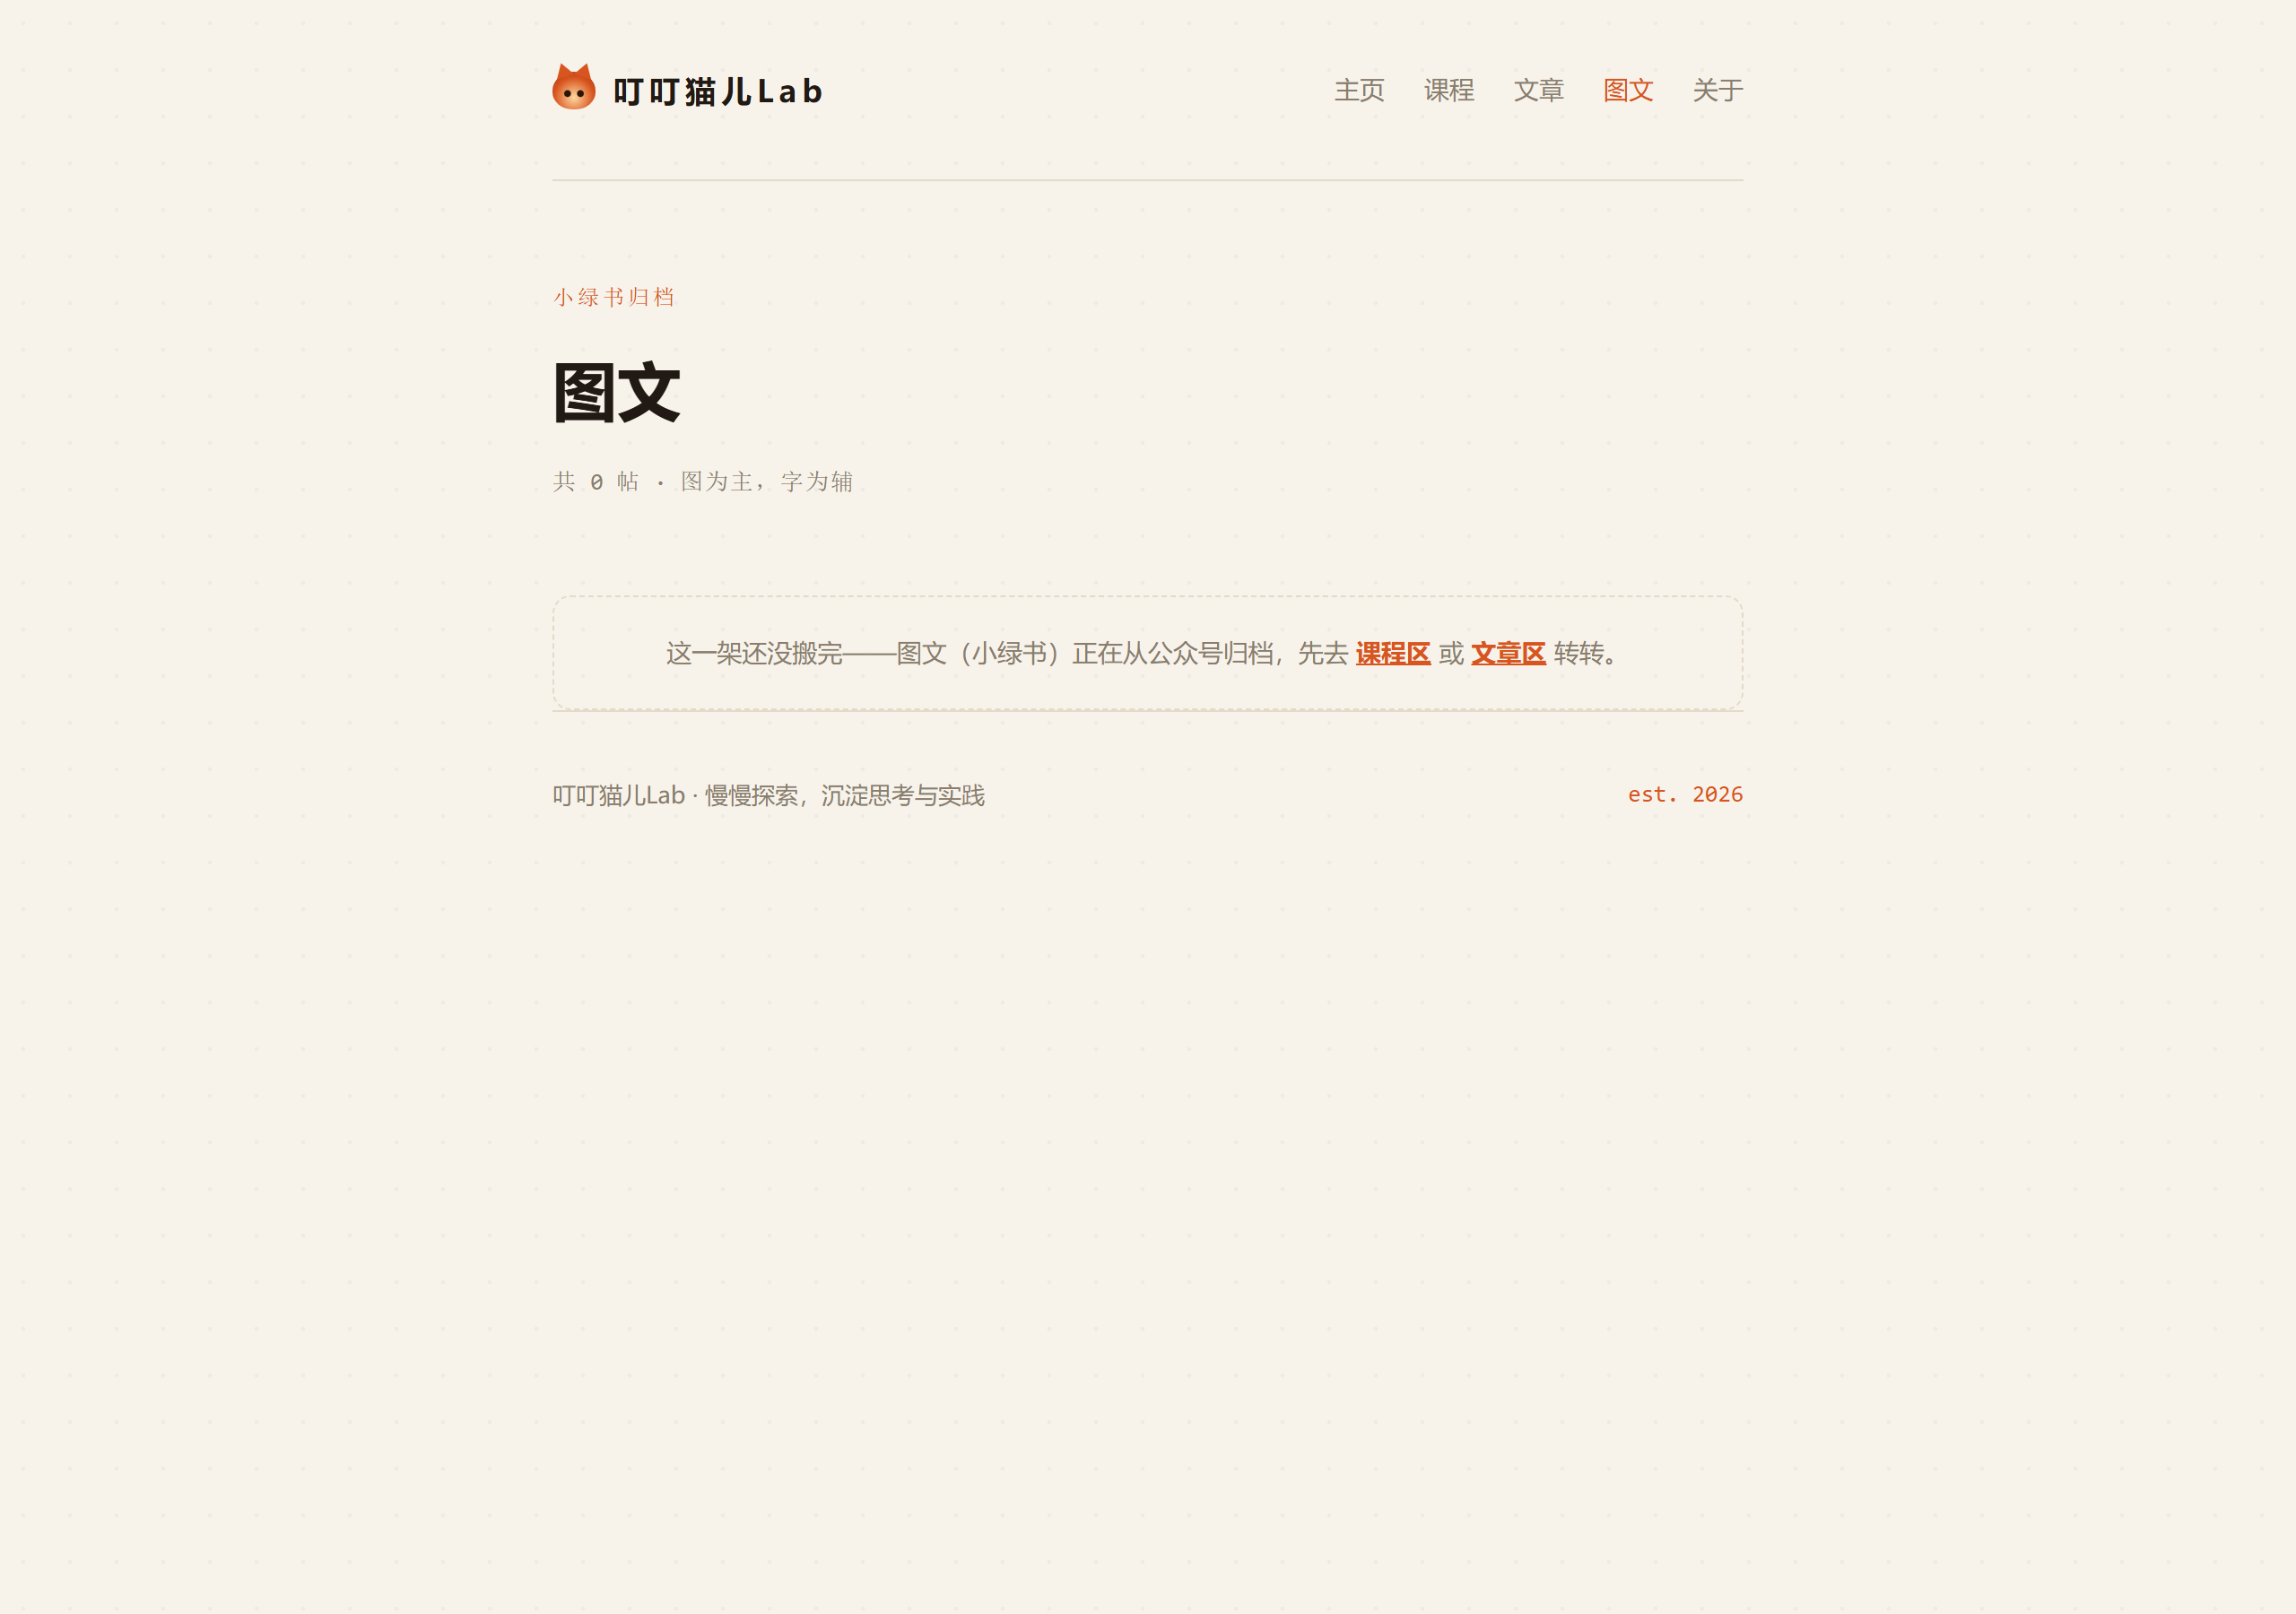 叮叮猫儿Lab
主页 课程 文章 图文 关于
小绿书归档
图文
共 0 帖 · 图为主，字为辅
这一架还没搬完——图文（小绿书）正在从公众号归档，先去 课程区 或 文章区 转转。
叮叮猫儿Lab · 慢慢探索，沉淀思考与实践
est. 2026